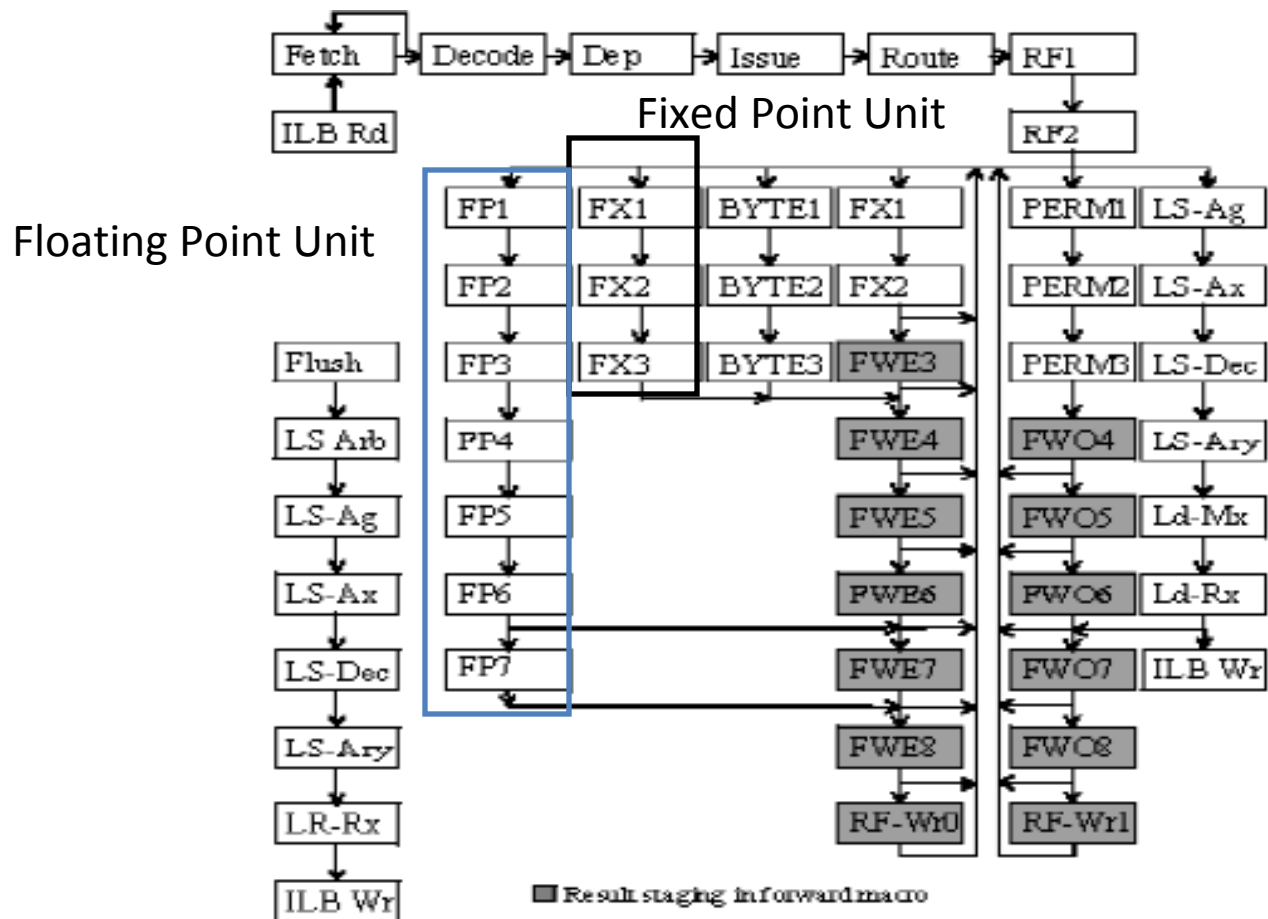 Fetch Decode Dep Issue Route RF1
ILB Rd Fixed Point Unit RF2
FP1 FX1 BYTE1 FX1 PERM1 LS-Ag
Floating Point Unit
FP2 FX2 BYTE2 FX2 PERM2 LS-Ax
Flush FP3 FX3 BYTE3 FWE3 PERM3 LS-Dec
LS Arb FP4 FWE4 FWO4 LS-Ary
LS-Ag FP5 FWE5 FWO5 Ld-Mx
LS-Ax FP6 FWE6 FWO6 Ld-Rx
LS-Dec FP7 FWE7 FWO7 ILB Wr
LS-Ary FWE8 FWO8
LR-Rx RF-Wr0 RF-Wr1
ILB Wr Result staging in forward macro